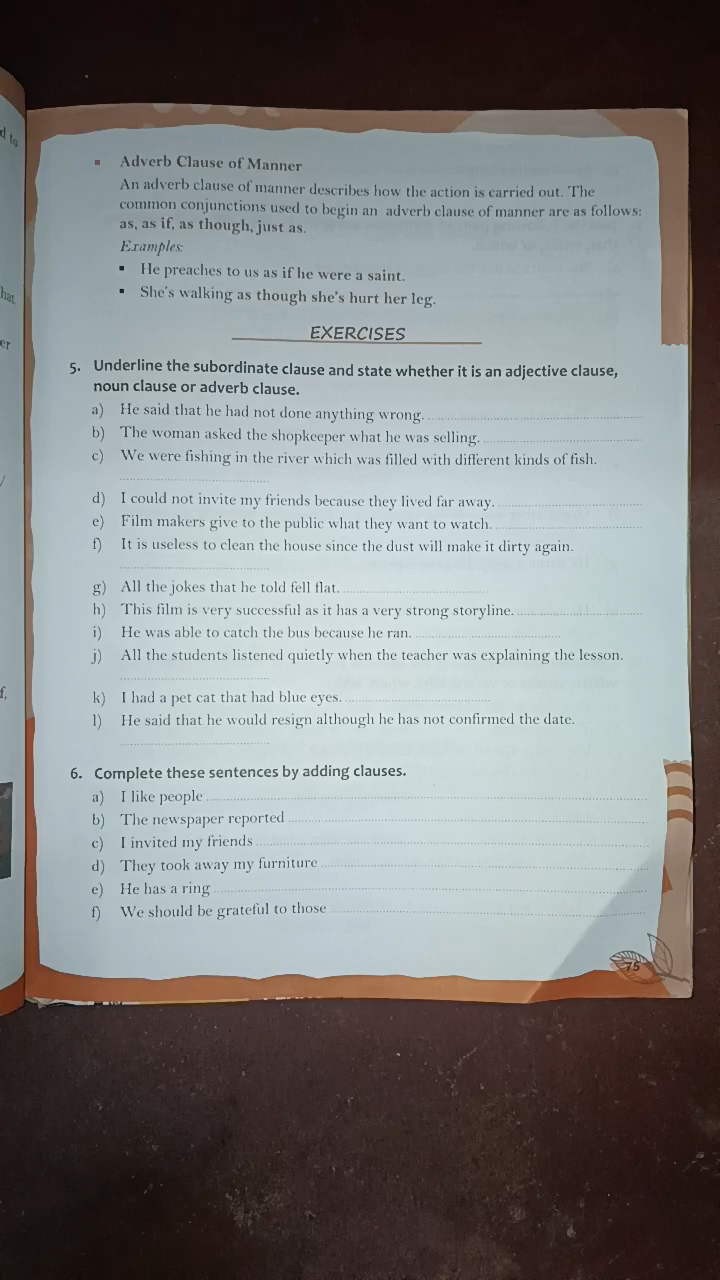 d to
hat
er
/
f,
▪ Adverb Clause of Manner
An adverb clause of manner describes how the action is carried out. The
common conjunctions used to begin an adverb clause of manner are as follows:
as, as if, as though, just as.
Examples:
▪ He preaches to us as if he were a saint.
▪ She's walking as though she's hurt her leg.
EXERCISES
5. Underline the subordinate clause and state whether it is an adjective clause,
noun clause or adverb clause.
a) He said that he had not done anything wrong.
b) The woman asked the shopkeeper what he was selling.
c) We were fishing in the river which was filled with different kinds of fish.
d) I could not invite my friends because they lived far away.
e) Film makers give to the public what they want to watch.
f) It is useless to clean the house since the dust will make it dirty again.
g) All the jokes that he told fell flat.
h) This film is very successful as it has a very strong storyline.
i) He was able to catch the bus because he ran.
j) All the students listened quietly when the teacher was explaining the lesson.
k) I had a pet cat that had blue eyes.
l) He said that he would resign although he has not confirmed the date.
6. Complete these sentences by adding clauses.
a) I like people
b) The newspaper reported
c) I invited my friends
d) They took away my furniture
e) He has a ring
f) We should be grateful to those
75